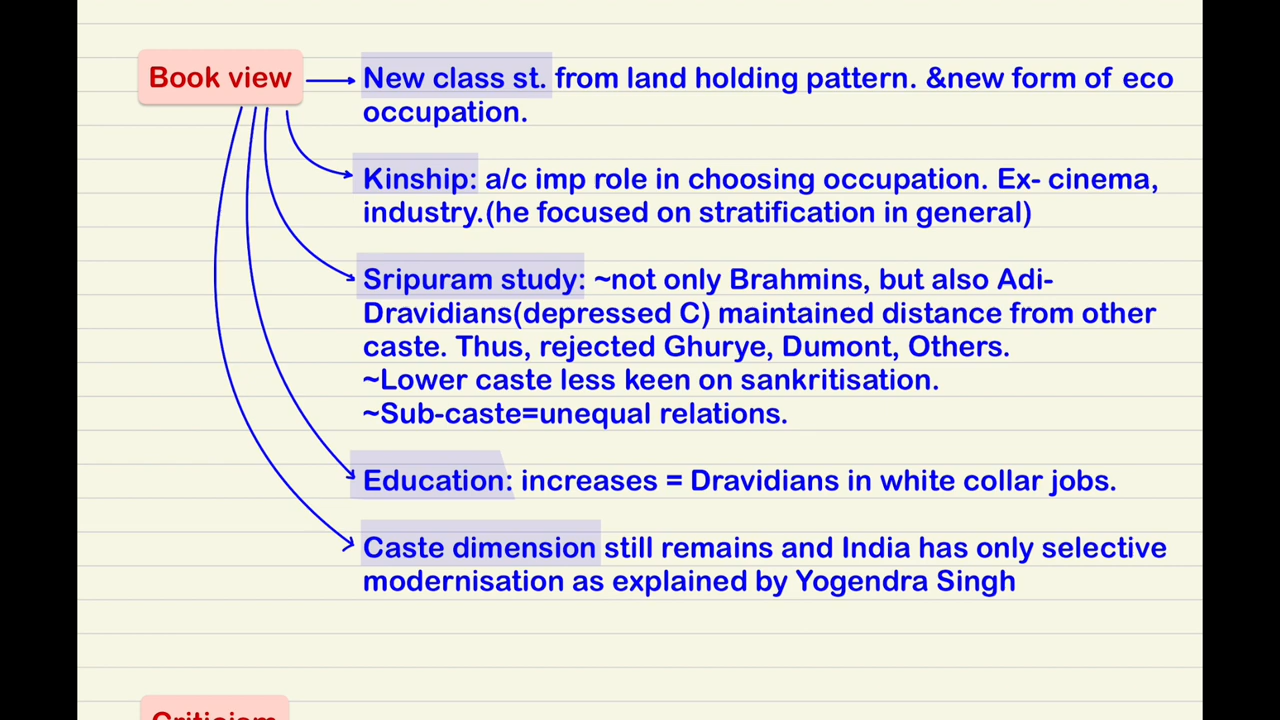 Book view
New class st. from land holding pattern. &new form of eco
occupation.
Kinship: a/c imp role in choosing occupation. Ex- cinema,
industry.(he focused on stratification in general)
Sripuram study: ~not only Brahmins, but also Adi-
Dravidians(depressed C) maintained distance from other
caste. Thus, rejected Ghurye, Dumont, Others.
~Lower caste less keen on sankritisation.
~Sub-caste=unequal relations.
Education: increases = Dravidians in white collar jobs.
Caste dimension still remains and India has only selective
modernisation as explained by Yogendra Singh
Criticism